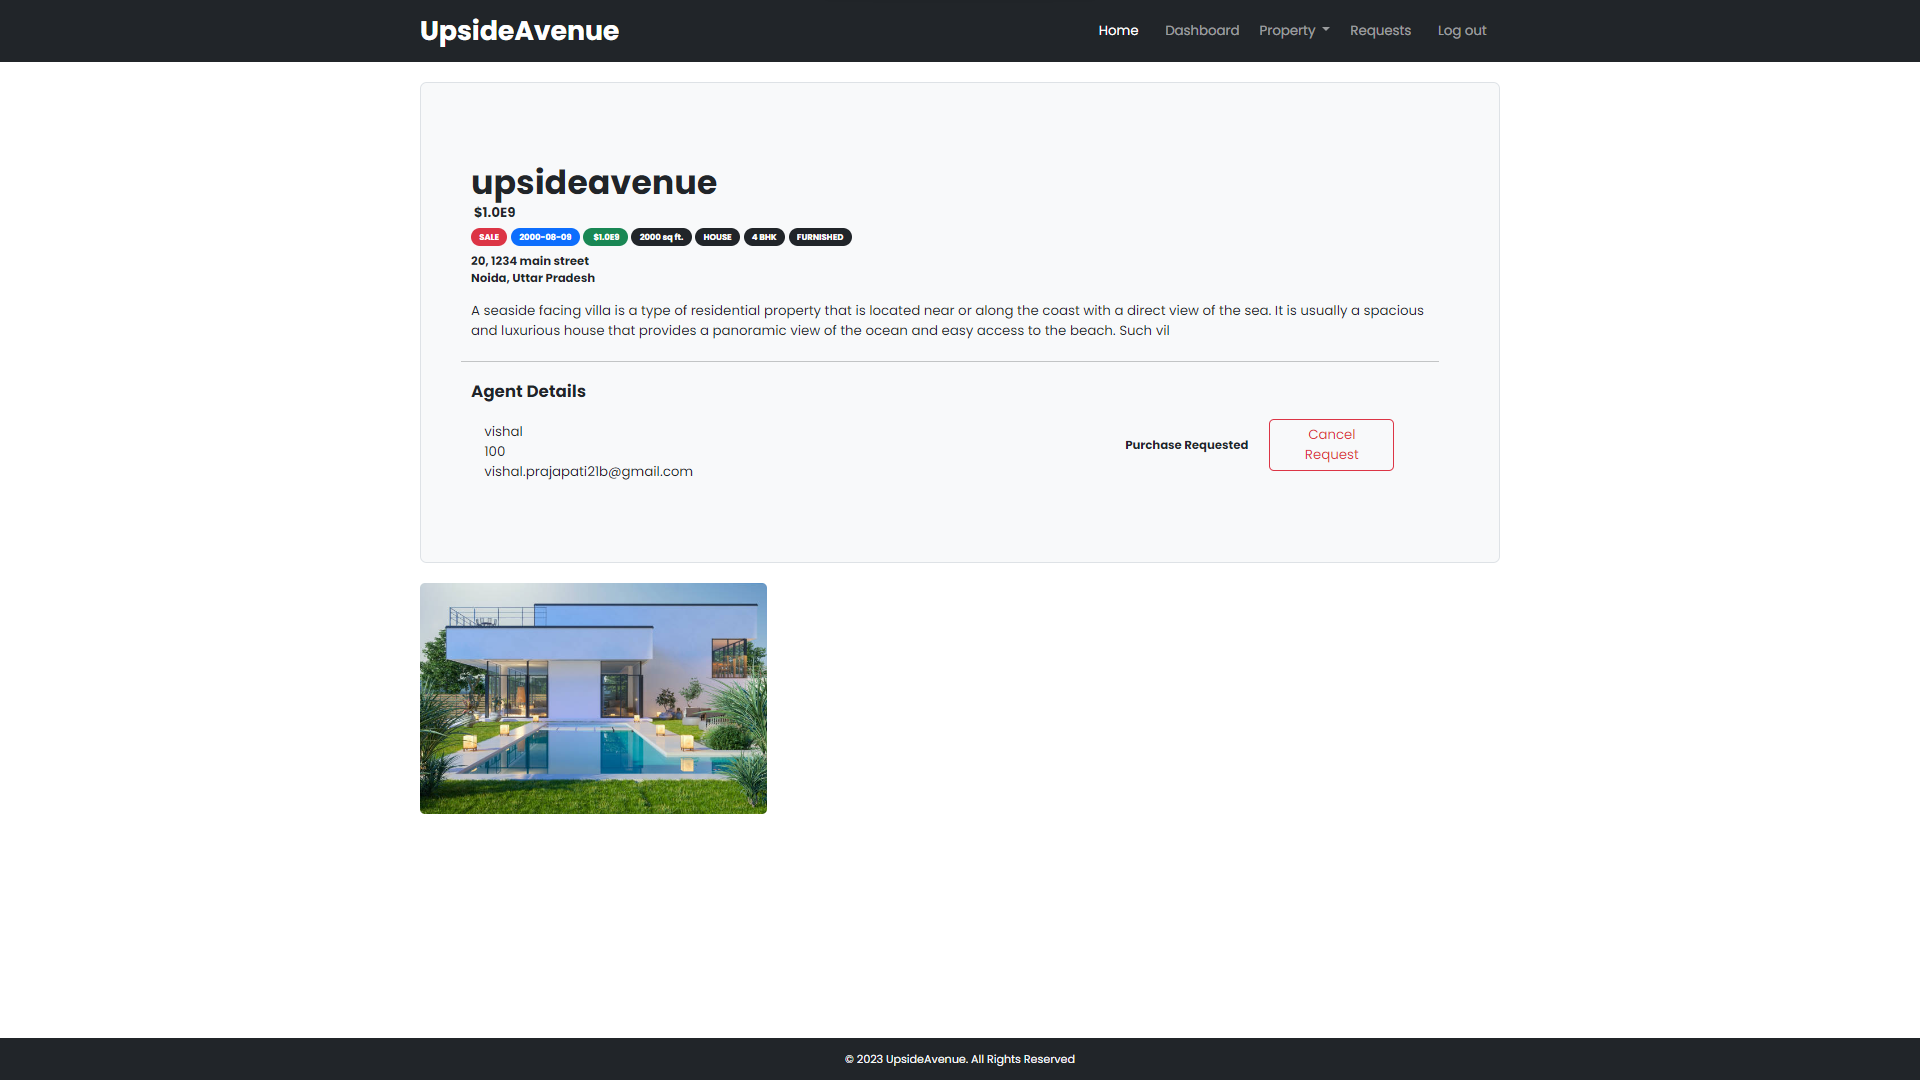 UpsideAvenue
Home Dashboard Property Requests Log out
upsideavenue
$1.0E9
SALE 2000-08-09 $1.0E9 2000 sq ft. HOUSE 4 BHK FURNISHED
20, 1234 main street
Noida, Uttar Pradesh
A seaside facing villa is a type of residential property that is located near or along the coast with a direct view of the sea. It is usually a spacious
and luxurious house that provides a panoramic view of the ocean and easy access to the beach. Such vil
Agent Details
vishal
100
vishal.prajapati21b@gmail.com
Purchase Requested
Cancel
Request
© 2023 UpsideAvenue. All Rights Reserved